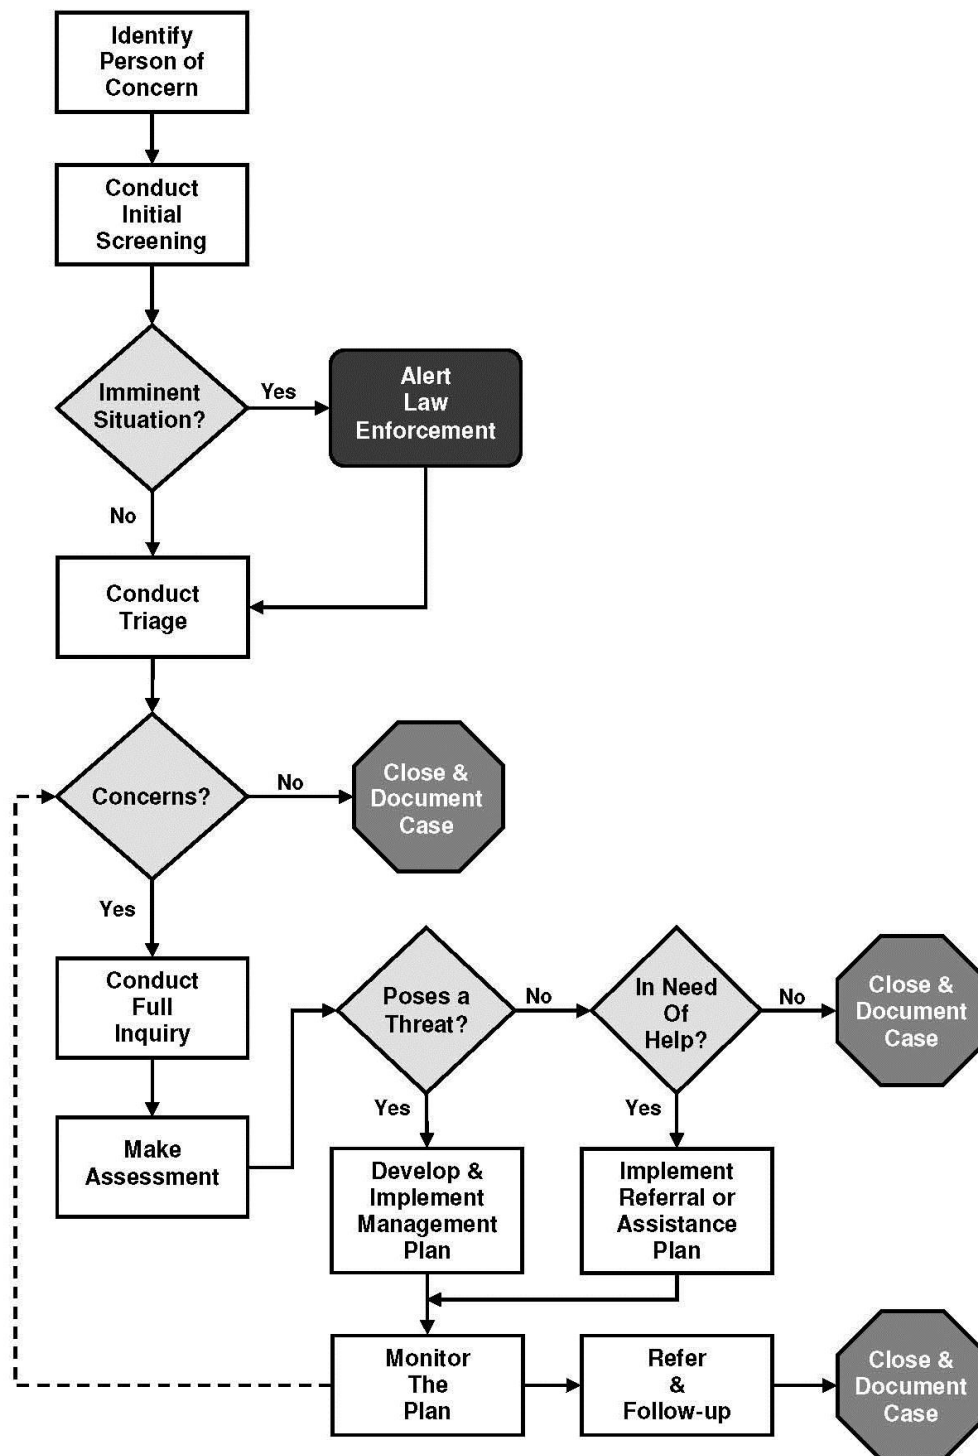 Identify
Person of
Concern
Conduct
Initial
Screening
Imminent
Situation?
Yes
Alert
Law
Enforcement
No
Conduct
Triage
Concerns?
No
Close &
Document
Case
Yes
Conduct
Full
Inquiry
Make
Assessment
Poses a
Threat?
No
In Need
Of
Help?
No
Close &
Document
Case
Yes
Develop &
Implement
Management
Plan
Yes
Implement
Referral or
Assistance
Plan
Monitor
The
Plan
Refer
&
Follow-up
Close &
Document
Case